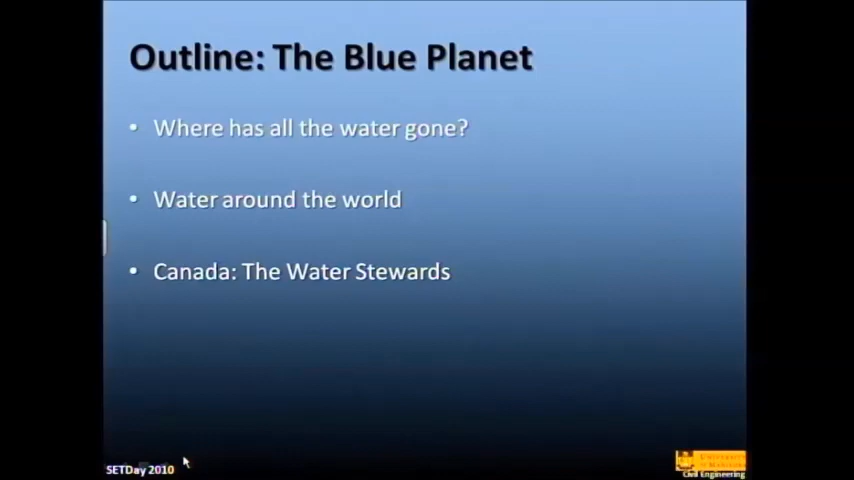 Outline: The Blue Planet
• Where has all the water gone?
• Water around the world
• Canada: The Water Stewards
SETDay 2010
UNIVERSITY
Civil Engineering